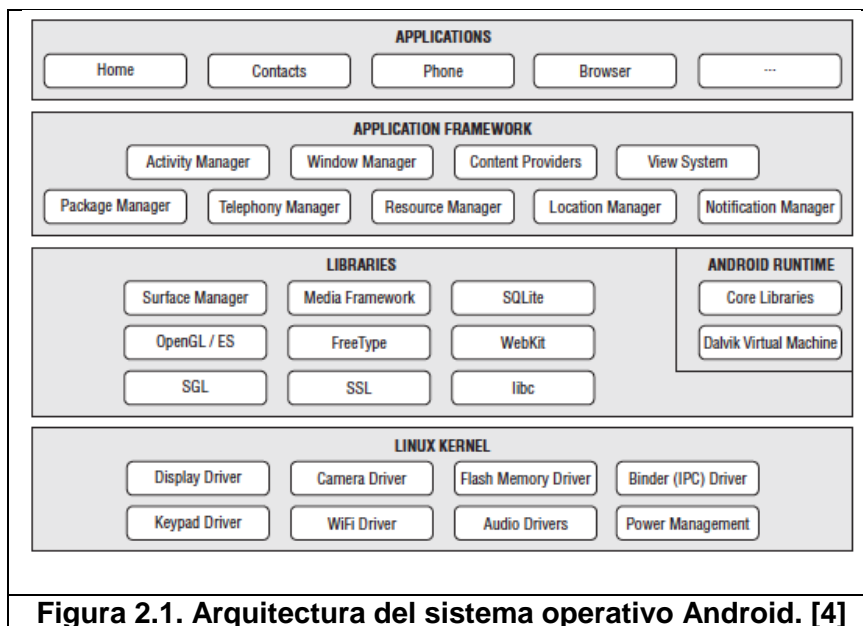 APPLICATIONS
Home Contacts Phone Browser ...
APPLICATION FRAMEWORK
Activity Manager Window Manager Content Providers View System
Package Manager Telephony Manager Resource Manager Location Manager Notification Manager
LIBRARIES
Surface Manager Media Framework SQLite
OpenGL / ES FreeType WebKit
SGL SSL libc
ANDROID RUNTIME
Core Libraries
Dalvik Virtual Machine
LINUX KERNEL
Display Driver Camera Driver Flash Memory Driver Binder (IPC) Driver
Keypad Driver WiFi Driver Audio Drivers Power Management
Figura 2.1. Arquitectura del sistema operativo Android. [4]